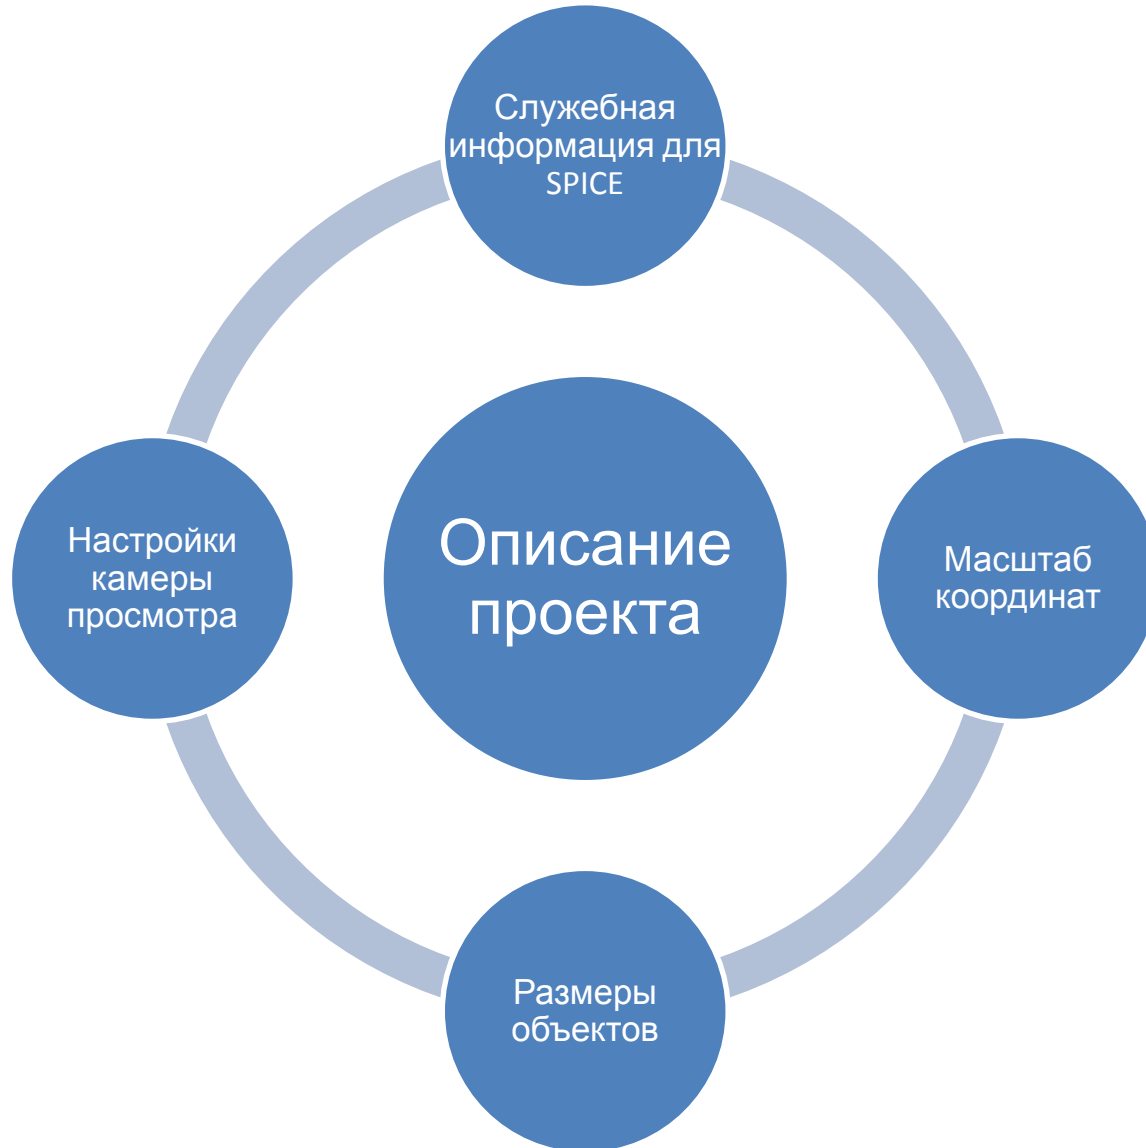 Служебная
информация для
SPICE
Настройки
камеры
просмотра
Описание
проекта
Масштаб
координат
Размеры
объектов